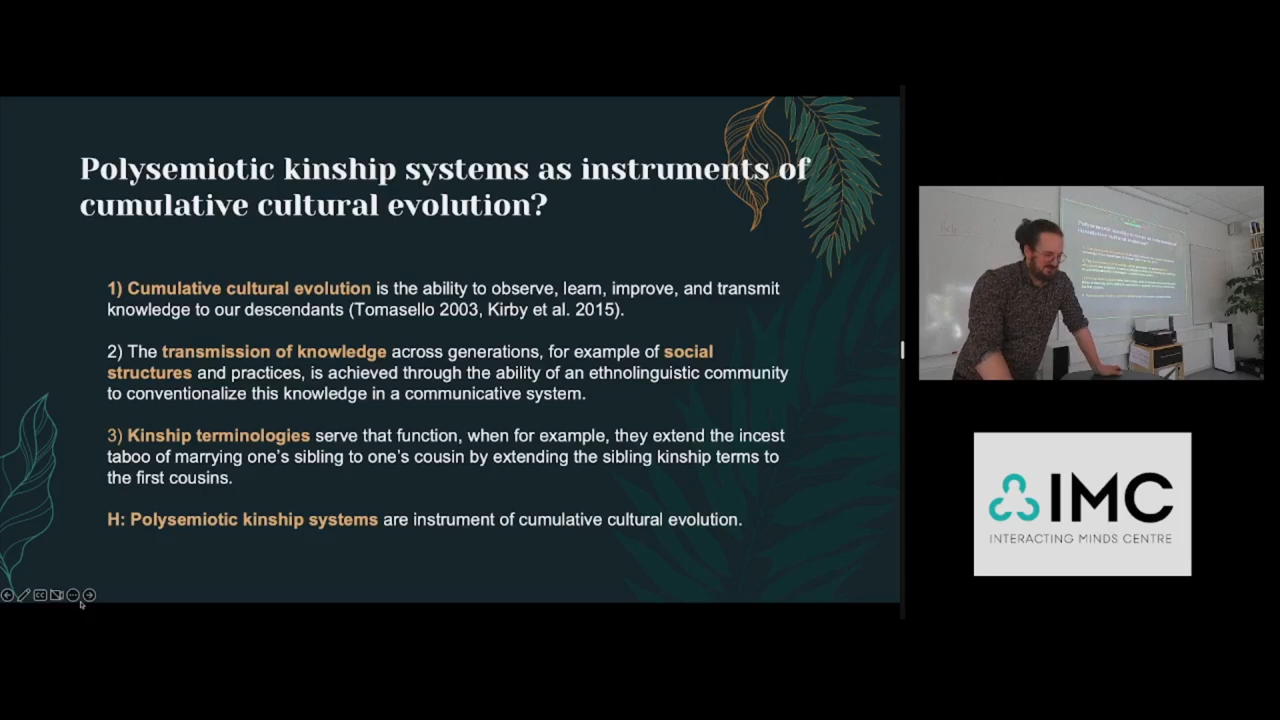 Polysemiotic kinship systems as instruments of
cumulative cultural evolution?
1) Cumulative cultural evolution is the ability to observe, learn, improve, and transmit
knowledge to our descendants (Tomasello 2003, Kirby et al. 2015).
2) The transmission of knowledge across generations, for example of social
structures and practices, is achieved through the ability of an ethnolinguistic community
to conventionalize this knowledge in a communicative system.
3) Kinship terminologies serve that function, when for example, they extend the incest
taboo of marrying one's sibling to one's cousin by extending the sibling kinship terms to
the first cousins.
H: Polysemiotic kinship systems are instrument of cumulative cultural evolution.
CC
IMC
INTERACTING MINDS CENTRE